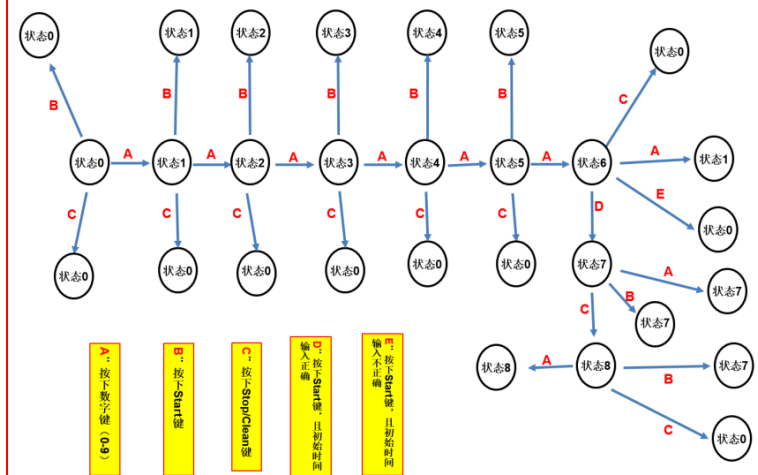 状态0
状态1
状态2
状态3
状态4
状态5
状态0
B
B
B
B
B
B
C
状态0
A
状态1
A
状态2
A
状态3
A
状态4
A
状态5
A
状态6
A
状态1
C
C
C
C
C
C
D
E
状态0
状态0
状态0
状态0
状态0
状态0
状态0
状态7
A
状态7
C
B
状态7
状态8
A
状态8
B
状态7
C
状态0
A：按下数字键（0-9）
B：按下Start键
C：按下Stop/Clean键
D：按下Start键，且初始时间
输入正确
E：按下Start键，且初始时间
输入不正确